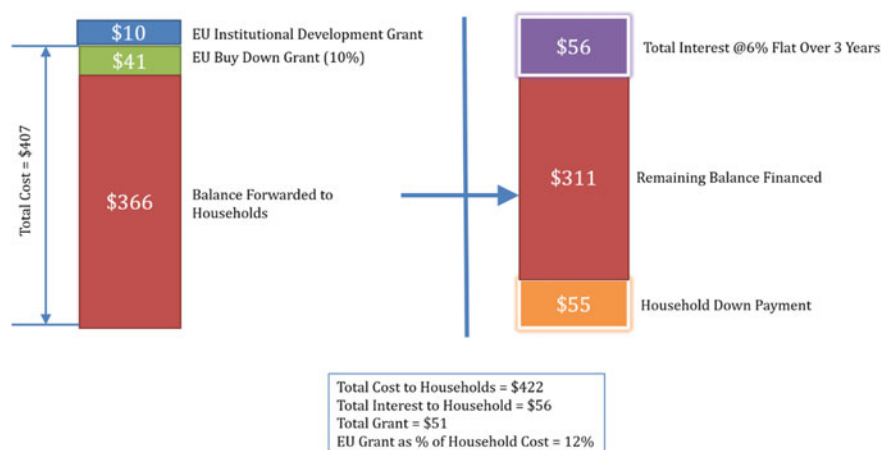 $10
EU Institutional Development Grant
$41
EU Buy Down Grant (10%)
Total Cost = $407
$366
Balance Forwarded to
Households
$56
Total Interest @6% Flat Over 3 Years
$311
Remaining Balance Financed
$55
Household Down Payment
Total Cost to Households = $422
Total Interest to Household = $56
Total Grant = $51
EU Grant as % of Household Cost = 12%